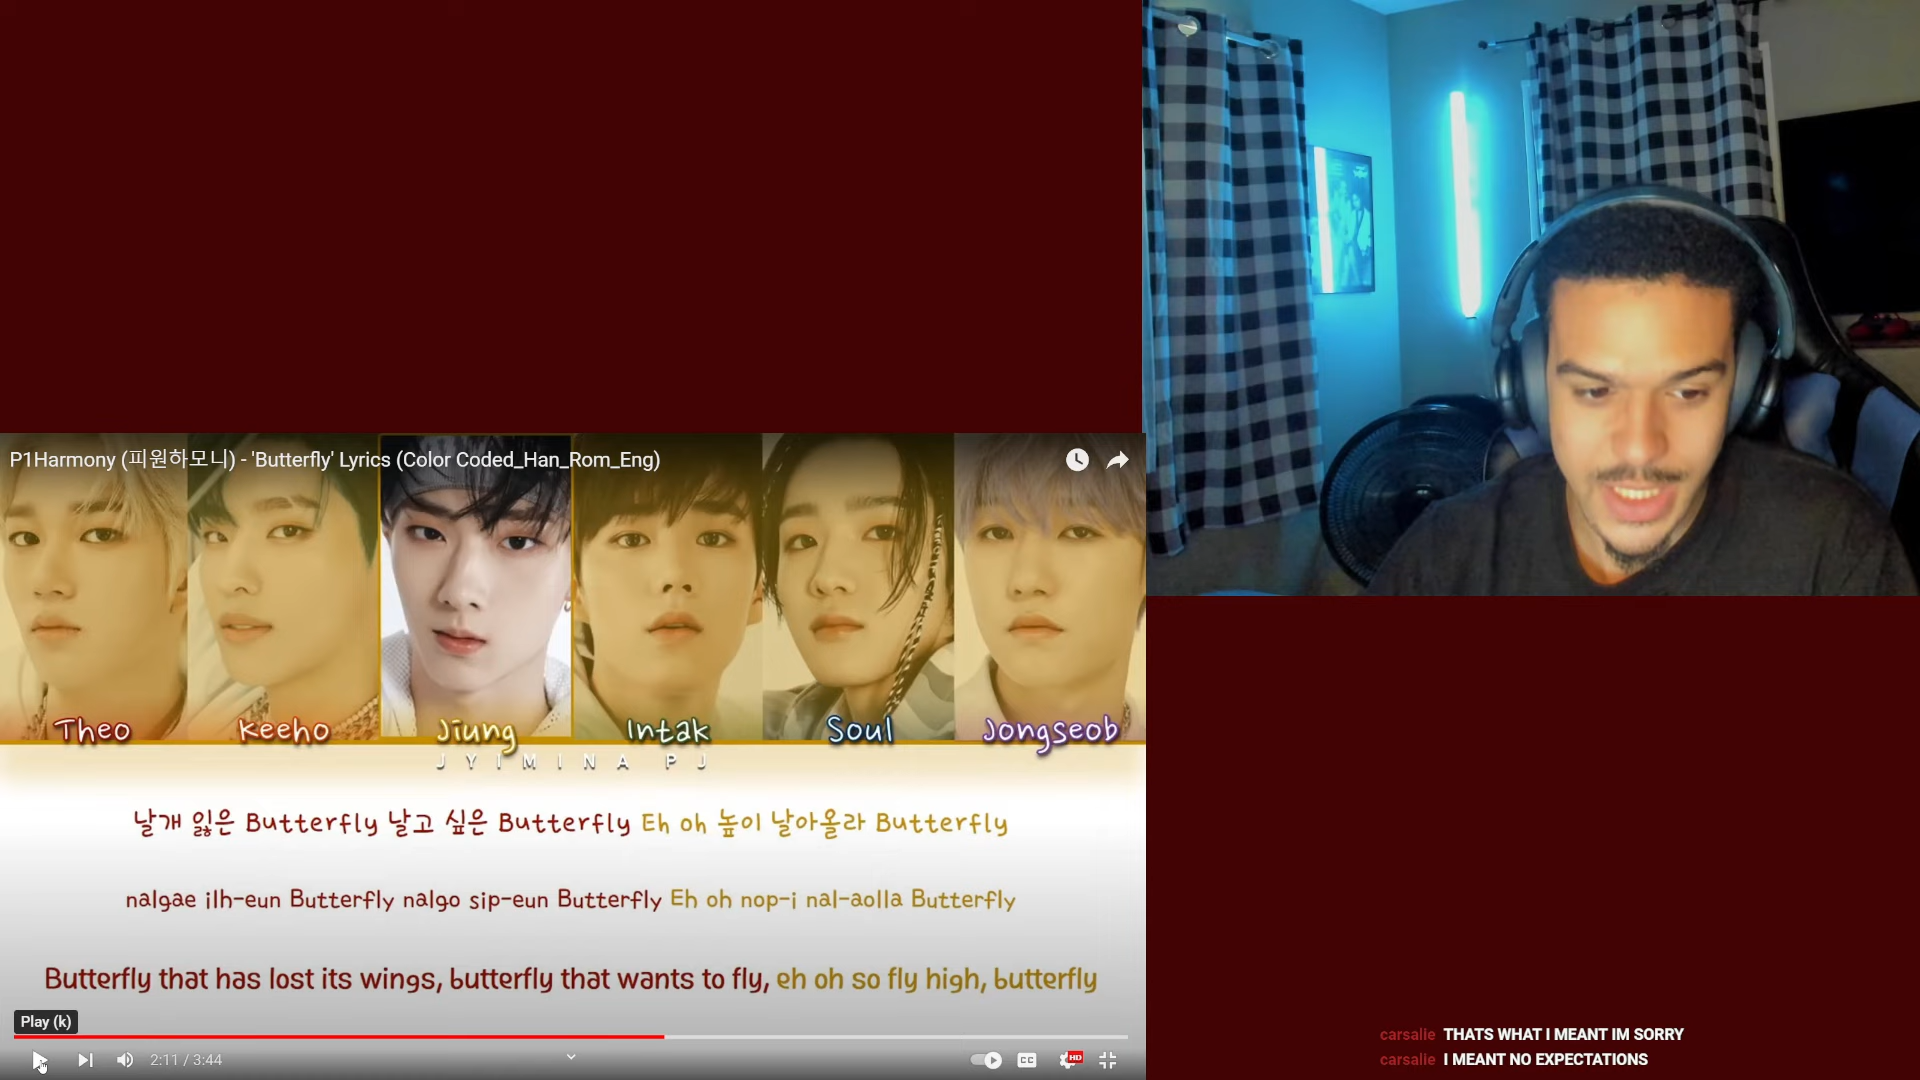 P1Harmony (피원하모니) - 'Butterfly' Lyrics (Color Coded_Han_Rom_Eng)
Theo
Keeho
Jiung
Intak
Soul
Jongseob
J Y I M I N A P J
날개 잃은 Butterfly 날고 싶은 Butterfly Eh oh 높이 날아올라 Butterfly
nalgae ilh-eun Butterfly nalgo sip-eun Butterfly Eh oh nop-i nal-aolla Butterfly
Butterfly that has lost its wings, butterfly that wants to fly, eh oh so fly high, butterfly
Play (k)
2:11 / 3:44
CC
HD
carsalie THATS WHAT I MEANT IM SORRY
carsalie I MEANT NO EXPECTATIONS